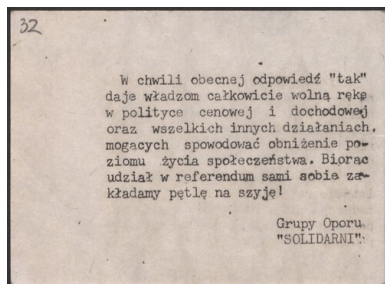 32
W chwili obecnej odpowiedź "tak"
daje władzom całkowicie wolną rękę
w polityce cenowej i dochodowej
oraz wszelkich innych działaniach,
mogących spowodować obniżenie po-
ziomu życia społeczeństwa. Biorąc
udział w referendum sami sobie za-
kładamy pętlę na szyję!
Grupy Oporu
"SOLIDARNI"